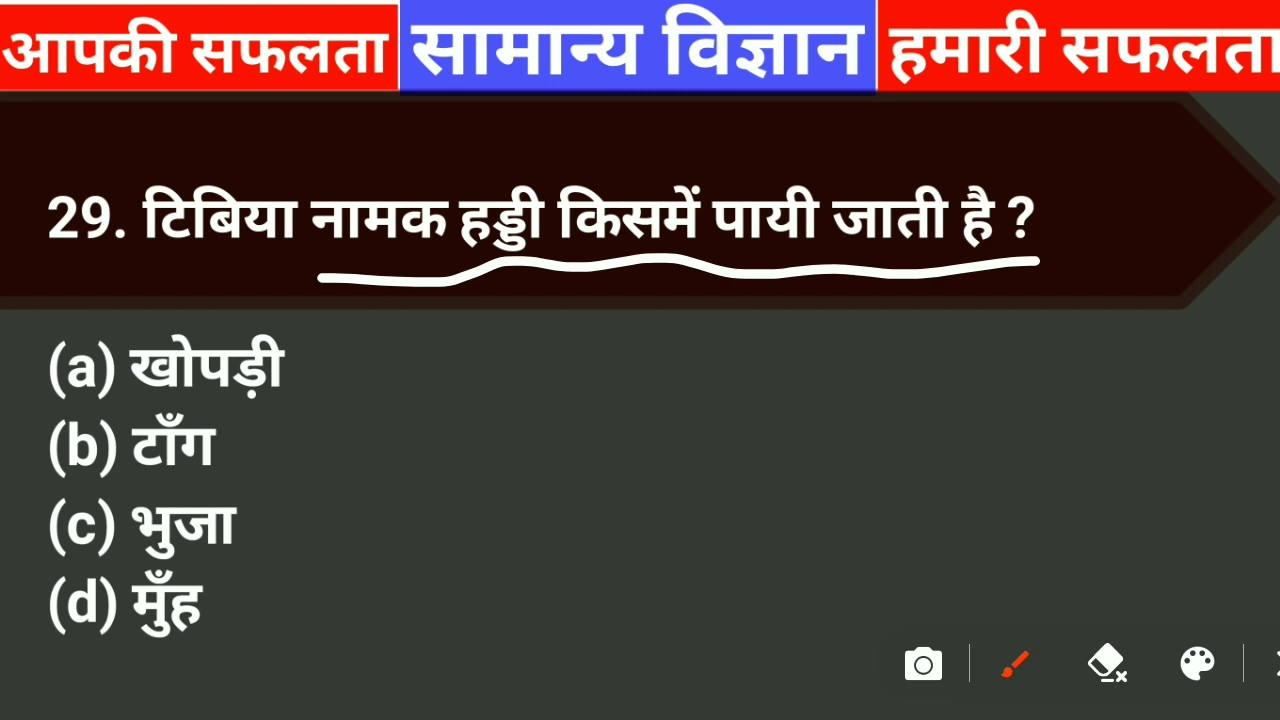 आपकी सफलता सामान्य विज्ञान हमारी सफलता
29. टिबिया नामक हड्डी किसमें पायी जाती है ?
(a) खोपड़ी
(b) टाँग
(c) भुजा
(d) मुँह